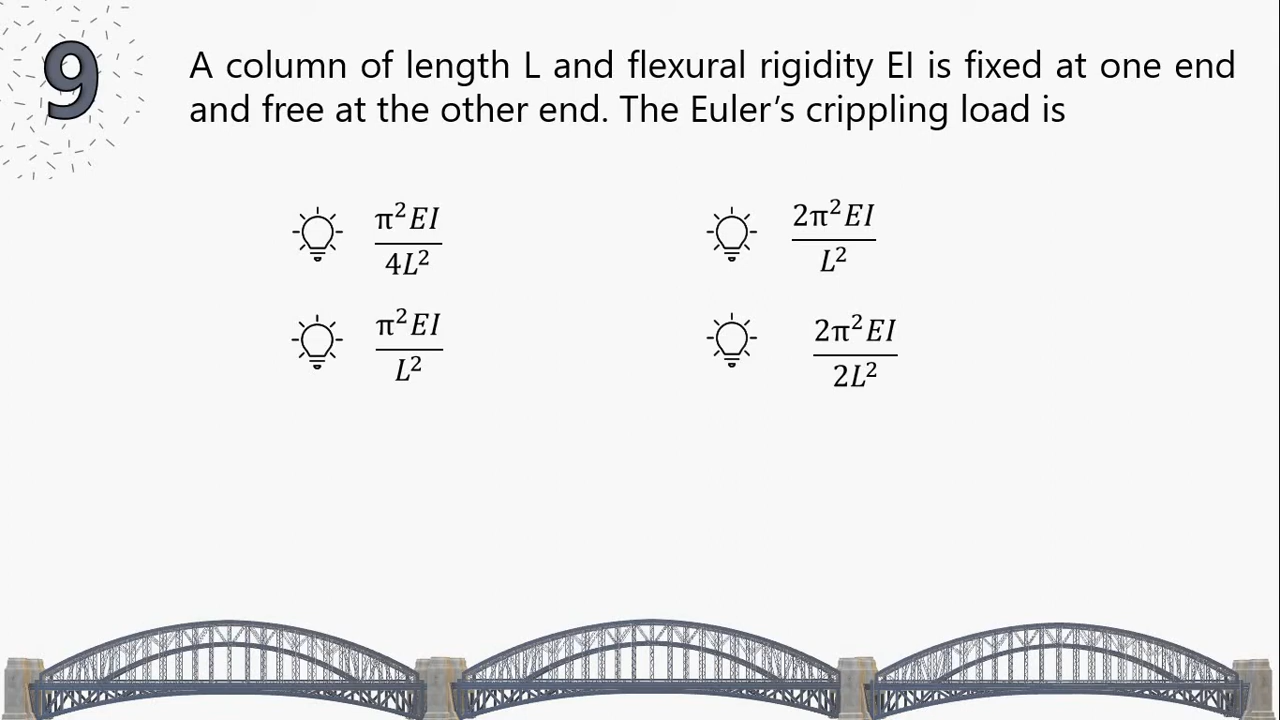 9
A column of length L and flexural rigidity EI is fixed at one end
and free at the other end. The Euler’s crippling load is
π²EI / 4L²
2π²EI / L²
π²EI / L²
2π²EI / 2L²